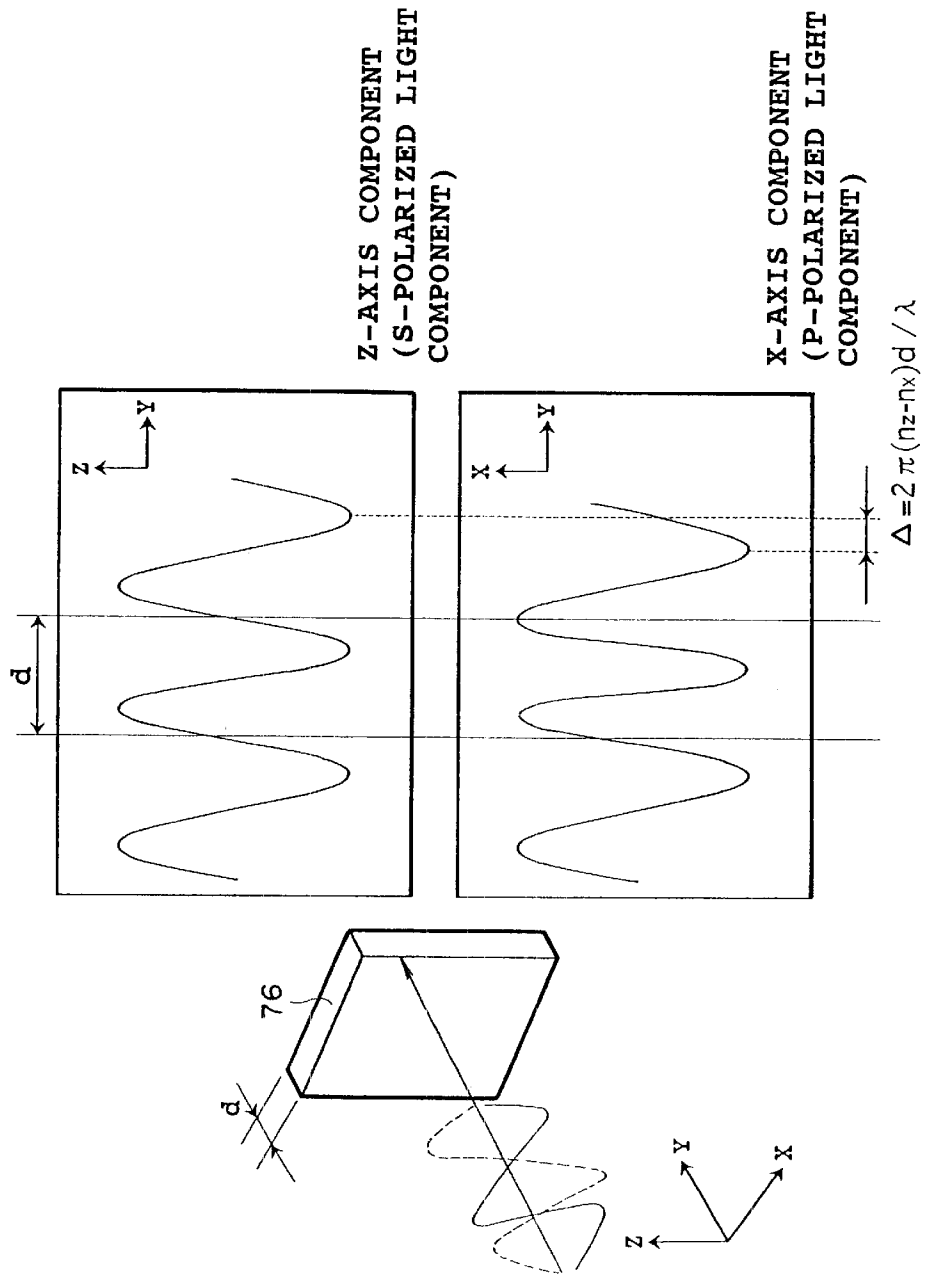 d
Z
Y
Z-AXIS COMPONENT
(S-POLARIZED LIGHT
COMPONENT)
X
Y
X-AXIS COMPONENT
(P-POLARIZED LIGHT
COMPONENT)
Δ=2π(nz-nx)d/λ
76
d
Z
Y
X